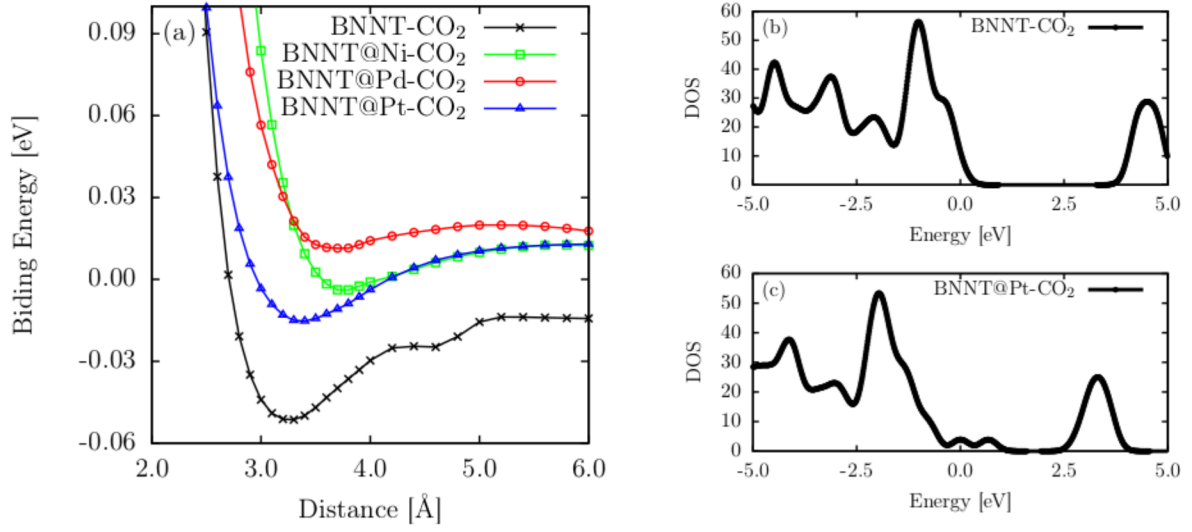 (a)
BNNT-CO₂
BNNT@Ni-CO₂
BNNT@Pd-CO₂
BNNT@Pt-CO₂
0.09
0.06
0.03
0.00
-0.03
-0.06
Biding Energy [eV]
2.0 3.0 4.0 5.0 6.0
Distance [Å]
(b)
BNNT-CO₂
60
50
40
30
20
10
0
DOS
-5.0 -2.5 0.0 2.5 5.0
Energy [eV]
(c)
BNNT@Pt-CO₂
60
50
40
30
20
10
0
DOS
-5.0 -2.5 0.0 2.5 5.0
Energy [eV]